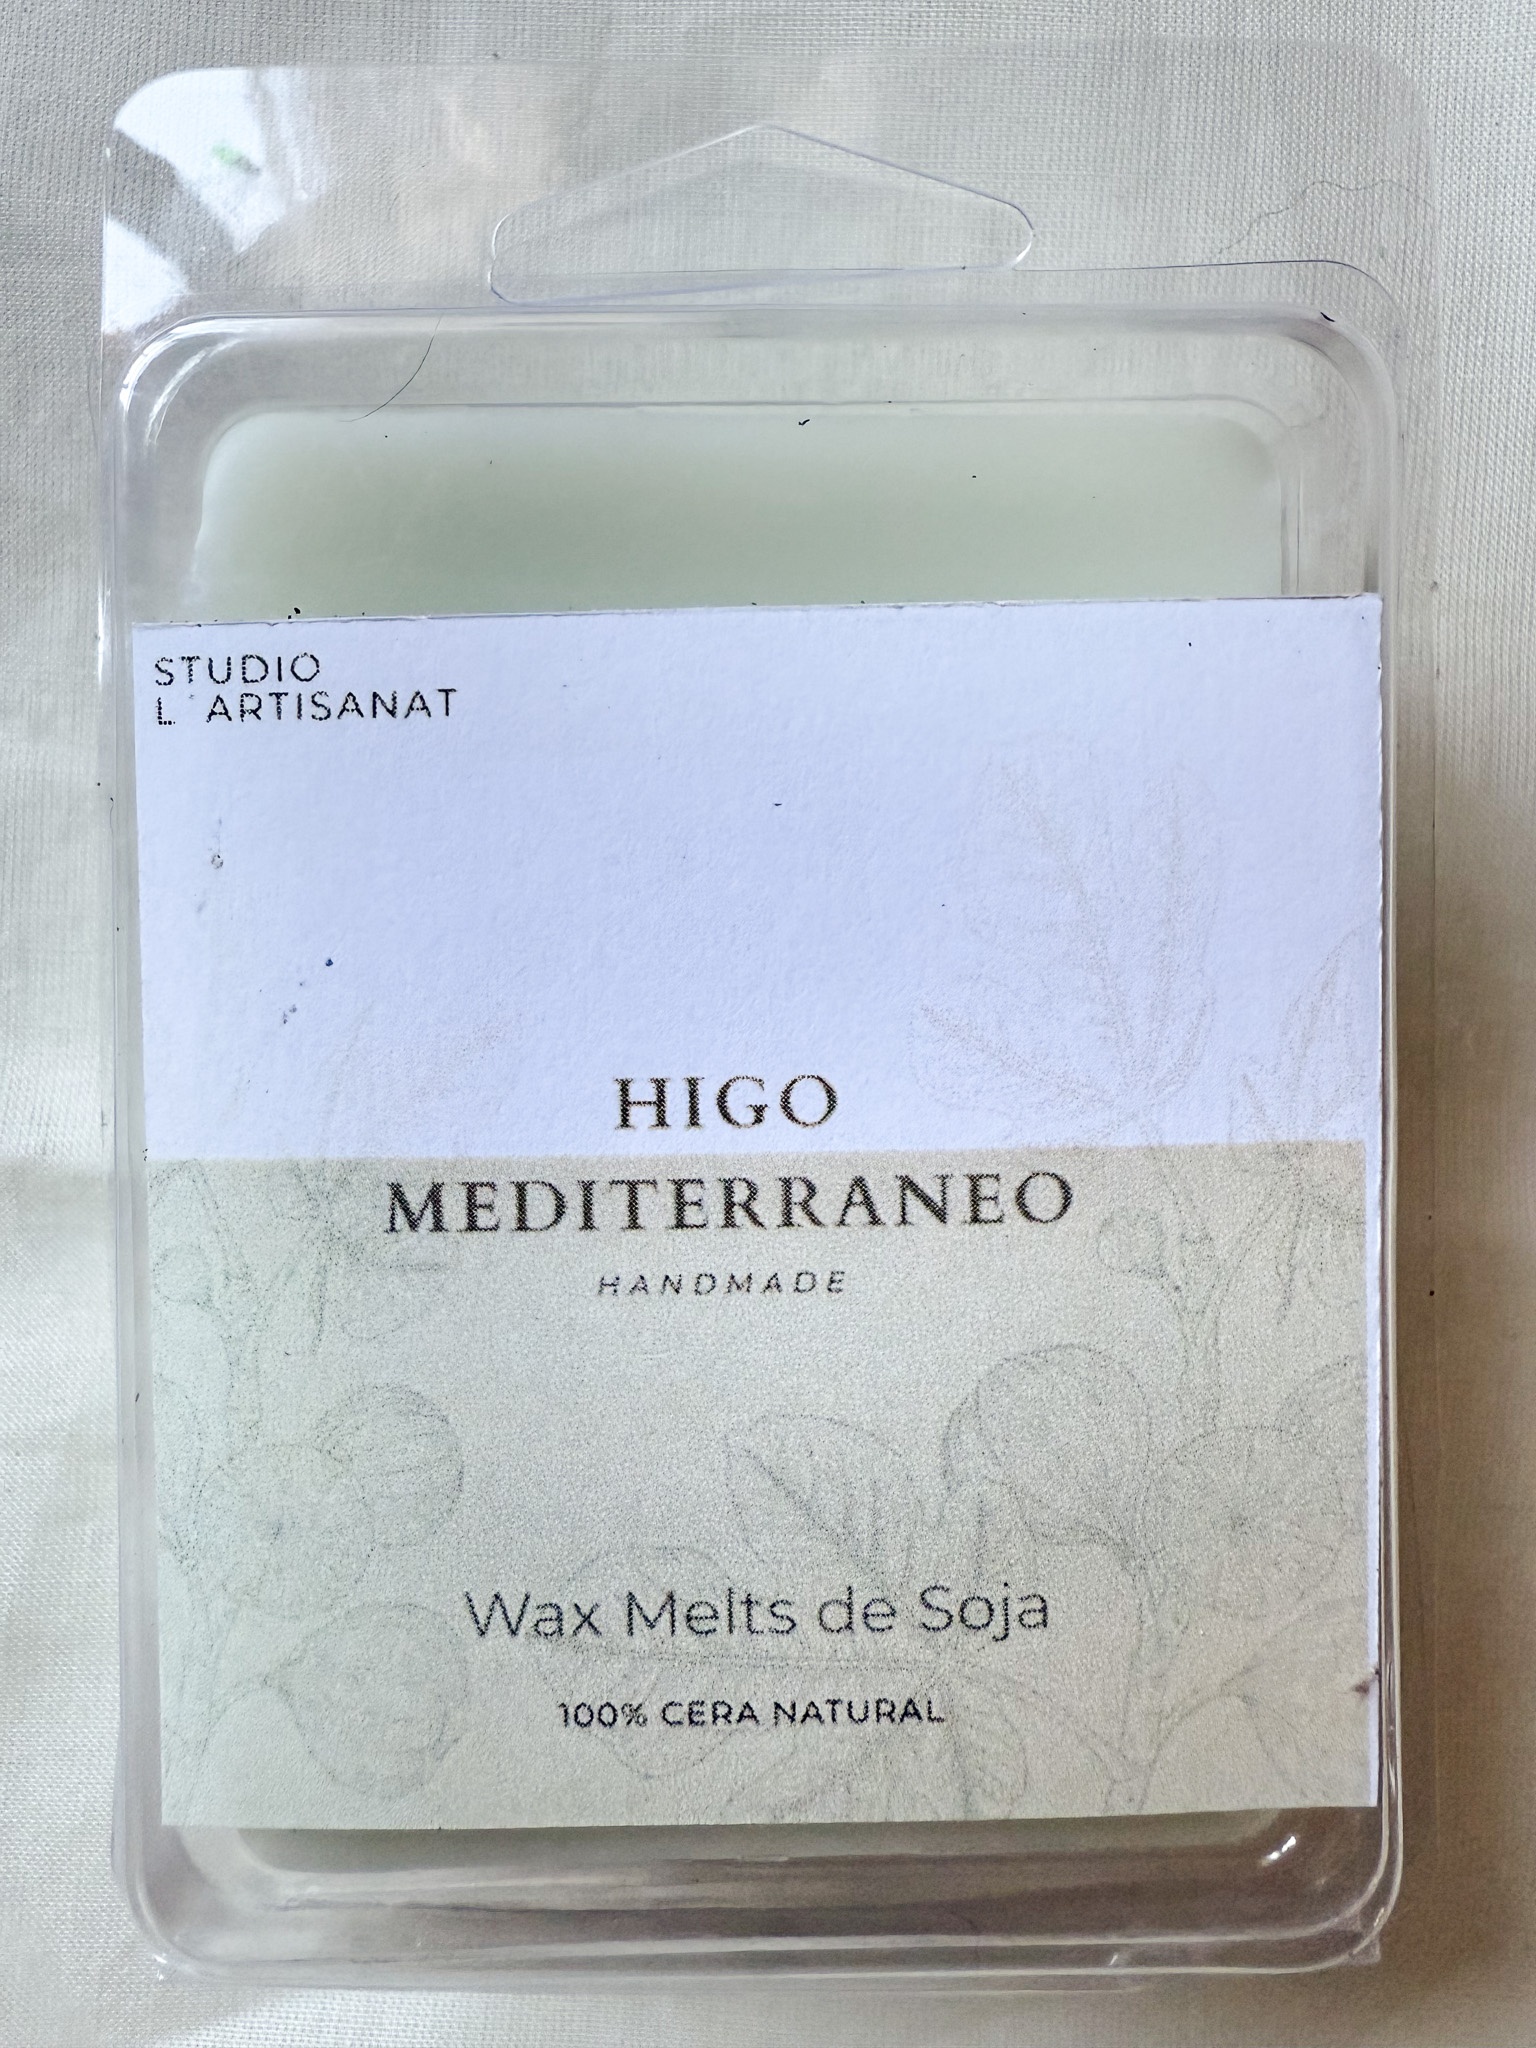 STUDIO
L´ARTISANAT
HIGO
MEDITERRANEO
HANDMADE
Wax Melts de Soja
100% CERA NATURAL